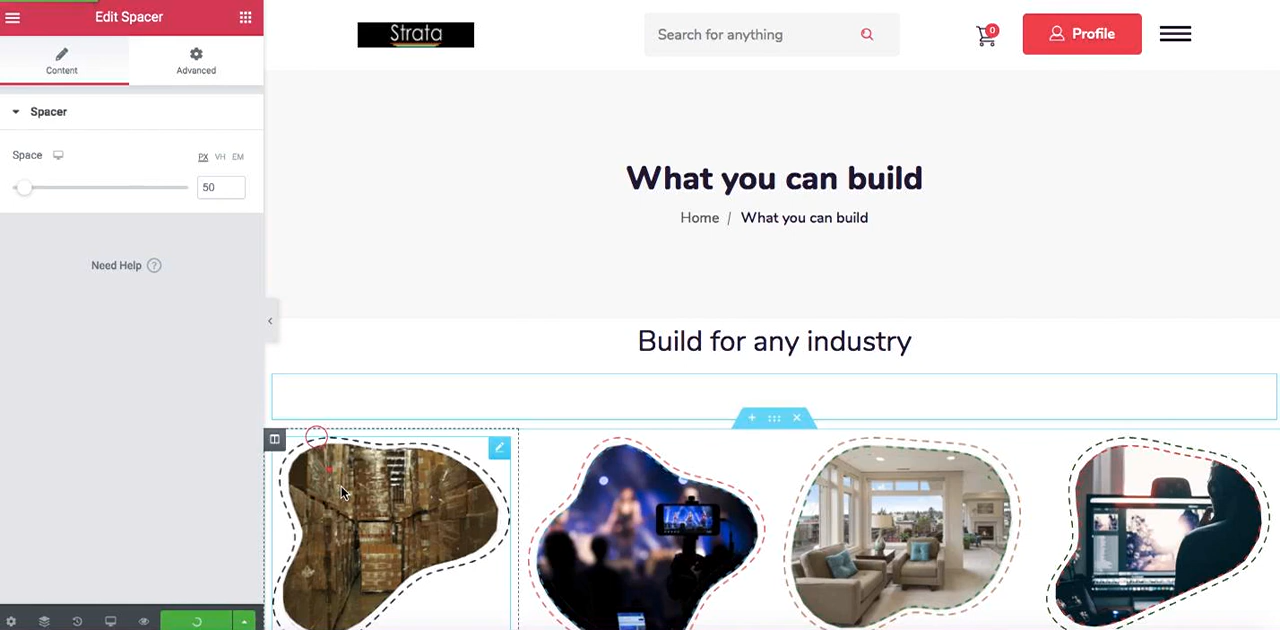 Edit Spacer
Content
Advanced
Spacer
Space
PX VH EM
50
Need Help ?
Strata
Search for anything
0
Profile
What you can build
Home / What you can build
Build for any industry